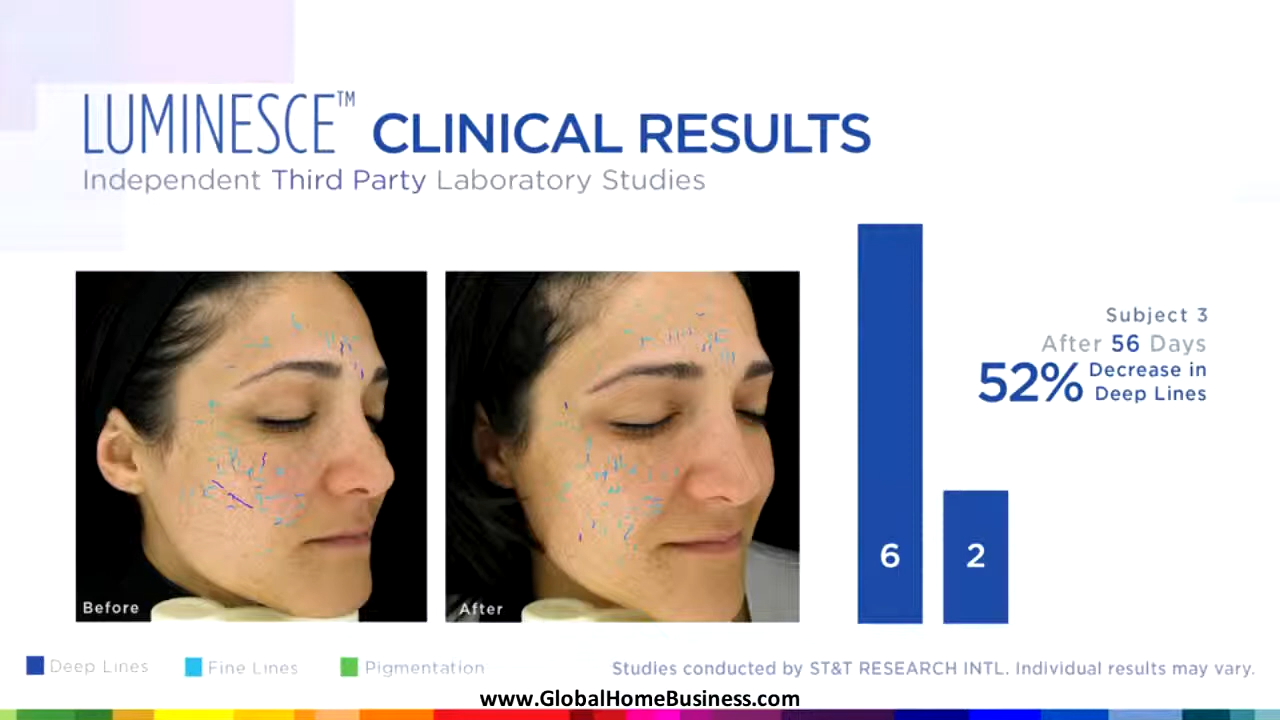 LUMINESCE™ CLINICAL RESULTS
Independent Third Party Laboratory Studies
Subject 3
After 56 Days
52% Decrease in
Deep Lines
6
2
Before
After
Deep Lines
Fine Lines
Pigmentation
Studies conducted by ST&T RESEARCH INTL. Individual results may vary.
www.GlobalHomeBusiness.com